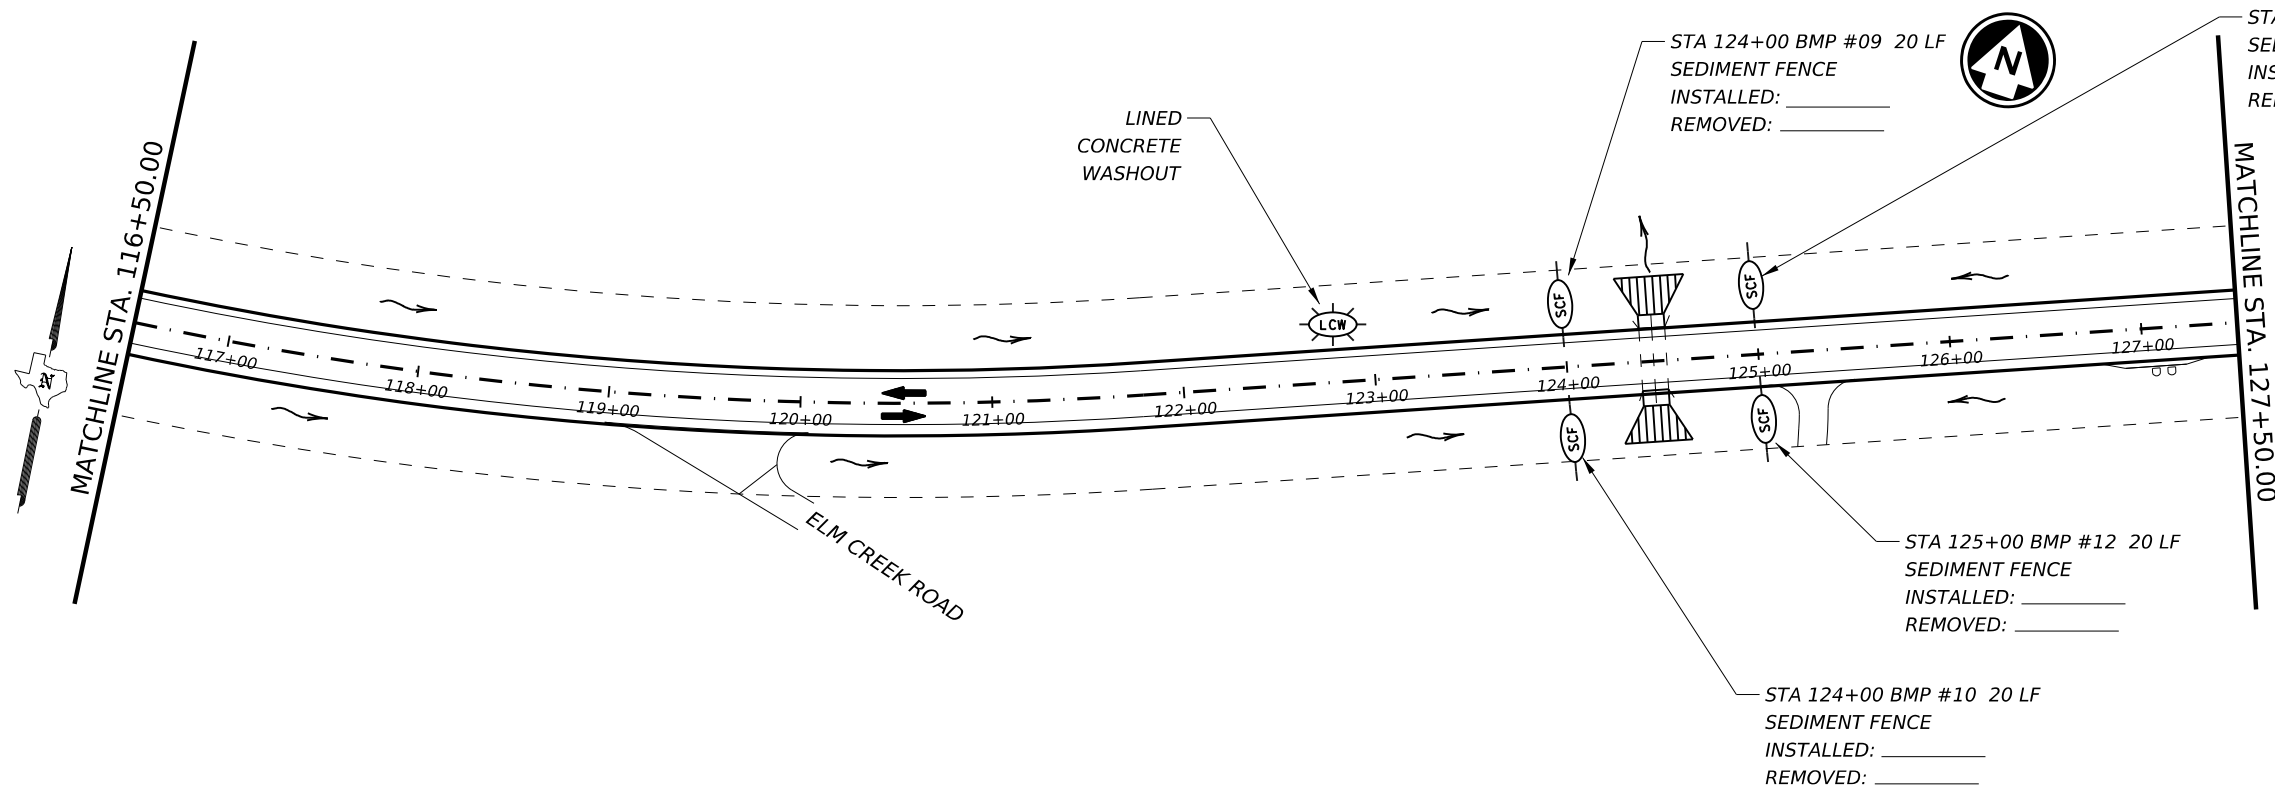 STA 124+00 BMP #09 20 LF
SEDIMENT FENCE
INSTALLED:
REMOVED:
N
LINED
CONCRETE
WASHOUT
MATCHLINE STA. 116+50.00
MATCHLINE STA. 127+50.00
N
LCW
SCF
SCF
SCF
SCF
117+00
118+00
119+00
120+00
121+00
122+00
123+00
124+00
125+00
126+00
127+00
ELM CREEK ROAD
STA 125+00 BMP #12 20 LF
SEDIMENT FENCE
INSTALLED:
REMOVED:
STA 124+00 BMP #10 20 LF
SEDIMENT FENCE
INSTALLED:
REMOVED: